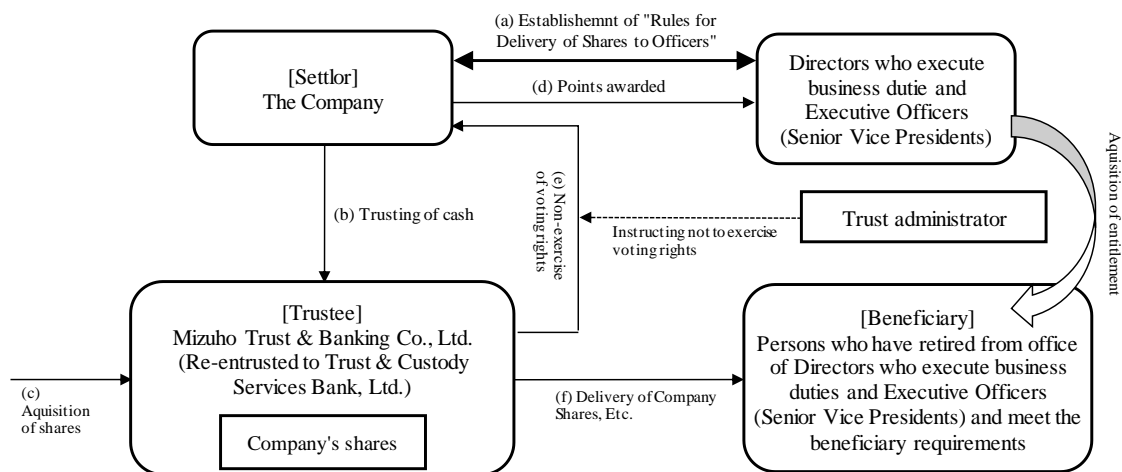 (a) Establishemnt of "Rules for
Delivery of Shares to Officers"
[Settlor]
The Company
(d) Points awarded
Directors who execute
business dutie and
Executive Officers
(Senior Vice Presidents)
Aquisition of
entitlement
(b) Trusting of cash
(e) Non-exercise
of voting rights
Instructing not to exercise
voting rights
Trust administrator
[Trustee]
Mizuho Trust & Banking Co., Ltd.
(Re-entrusted to Trust & Custody
Services Bank, Ltd.)
Company's shares
(c)
Aquisition
of shares
(f) Delivery of Company
Shares, Etc.
[Beneficiary]
Persons who have retired from office
of Directors who execute business
duties and Executive Officers
(Senior Vice Presidents) and meet the
beneficiary requirements